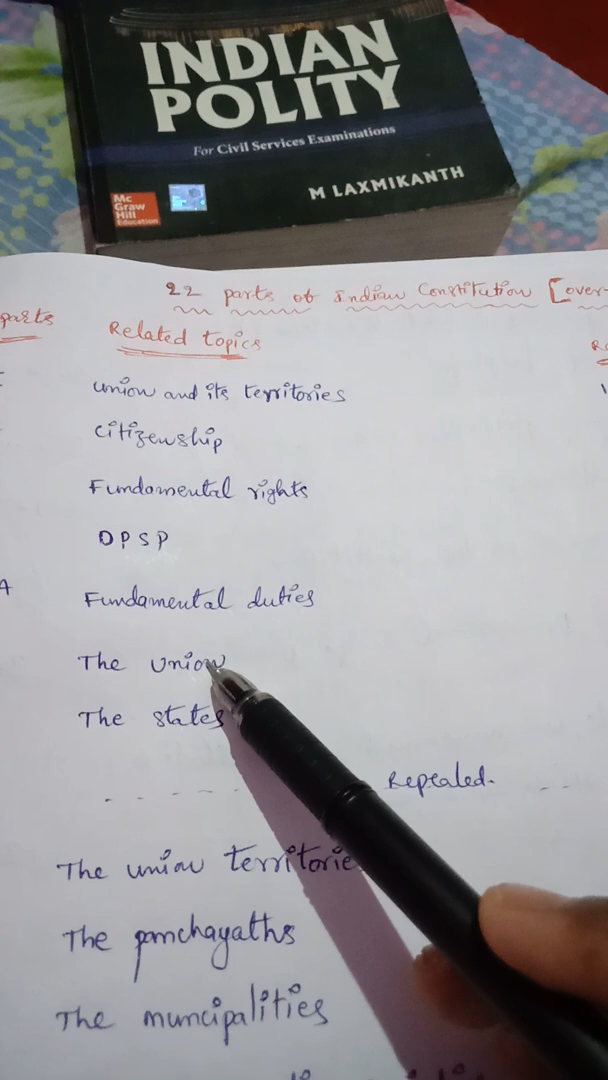 INDIAN
POLITY
For Civil Services Examinations
M LAXMIKANTH
Mc
Graw
Hill
Education
22 parts of Indian Constitution [over-
parts
Related topics
union and its territories
Citizenship
Fundamental rights
DPSP
A
Fundamental duties
The Union
The states
Repealed.
The union territorie
The panchayaths
The muncipalities